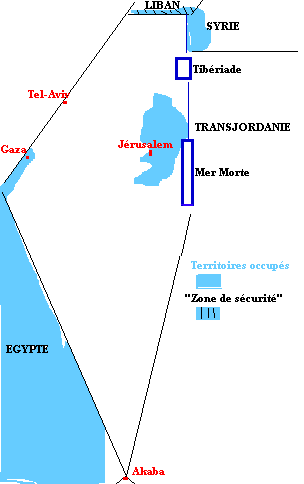 LIBAN
SYRIE
Tibériade
Tel-Aviv
TRANSJORDANIE
Gaza
Jérusalem
Mer Morte
Territoires occupés
"Zone de sécurité"
EGYPTE
Akaba